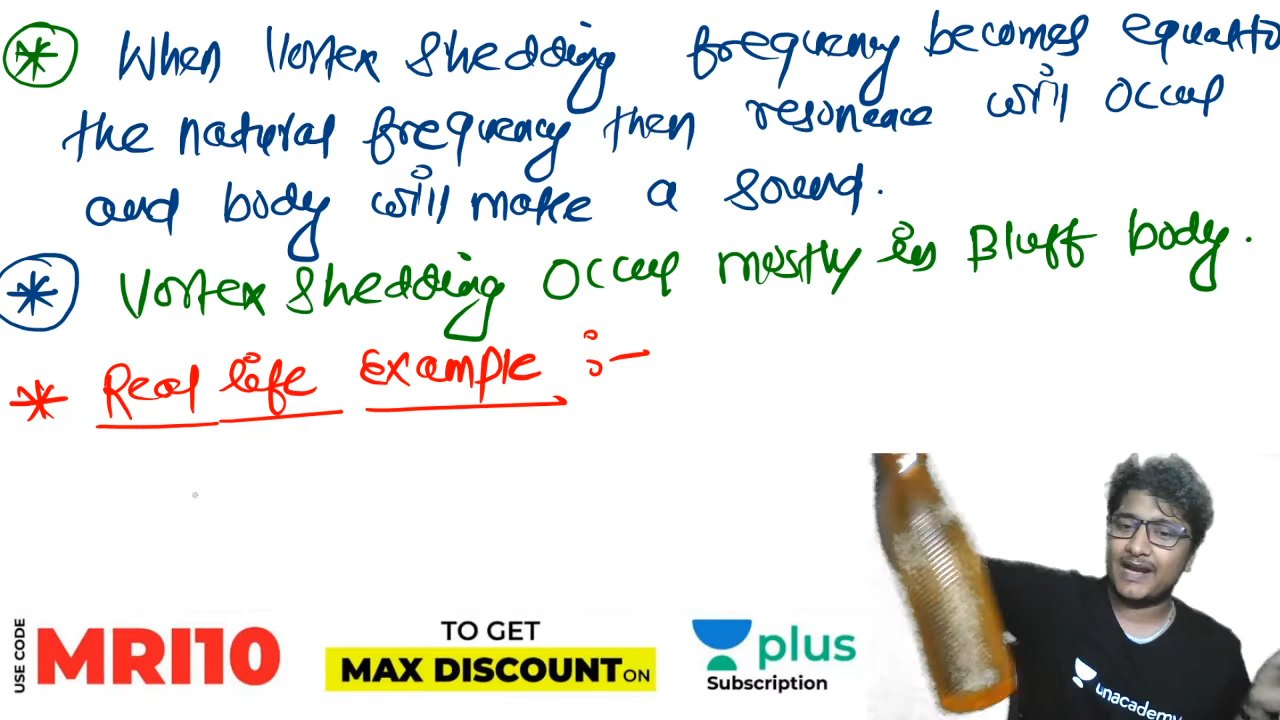 * When Vortex Shedding frequency becomes equal to
the natural frequency then resonance will occur
and body will make a sound.
* Vortex Shedding Occur mostly in Bluff body.
* Real life Example :-
USE CODE
MRI10
TO GET
MAX DISCOUNT ON
plus
Subscription
unacademy